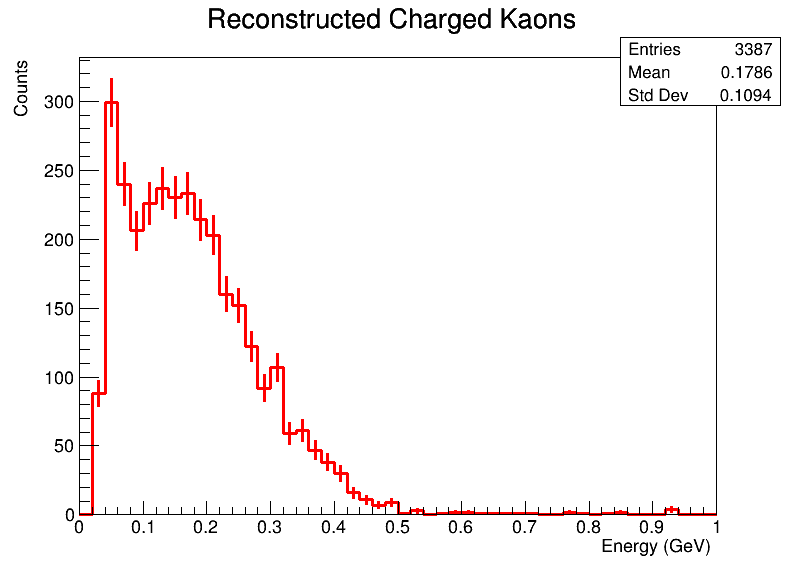 Reconstructed Charged Kaons
Entries 3387
Mean 0.1786
Std Dev 0.1094
Counts
300
250
200
150
100
50
0
0 0.1 0.2 0.3 0.4 0.5 0.6 0.7 0.8 0.9 1
Energy (GeV)